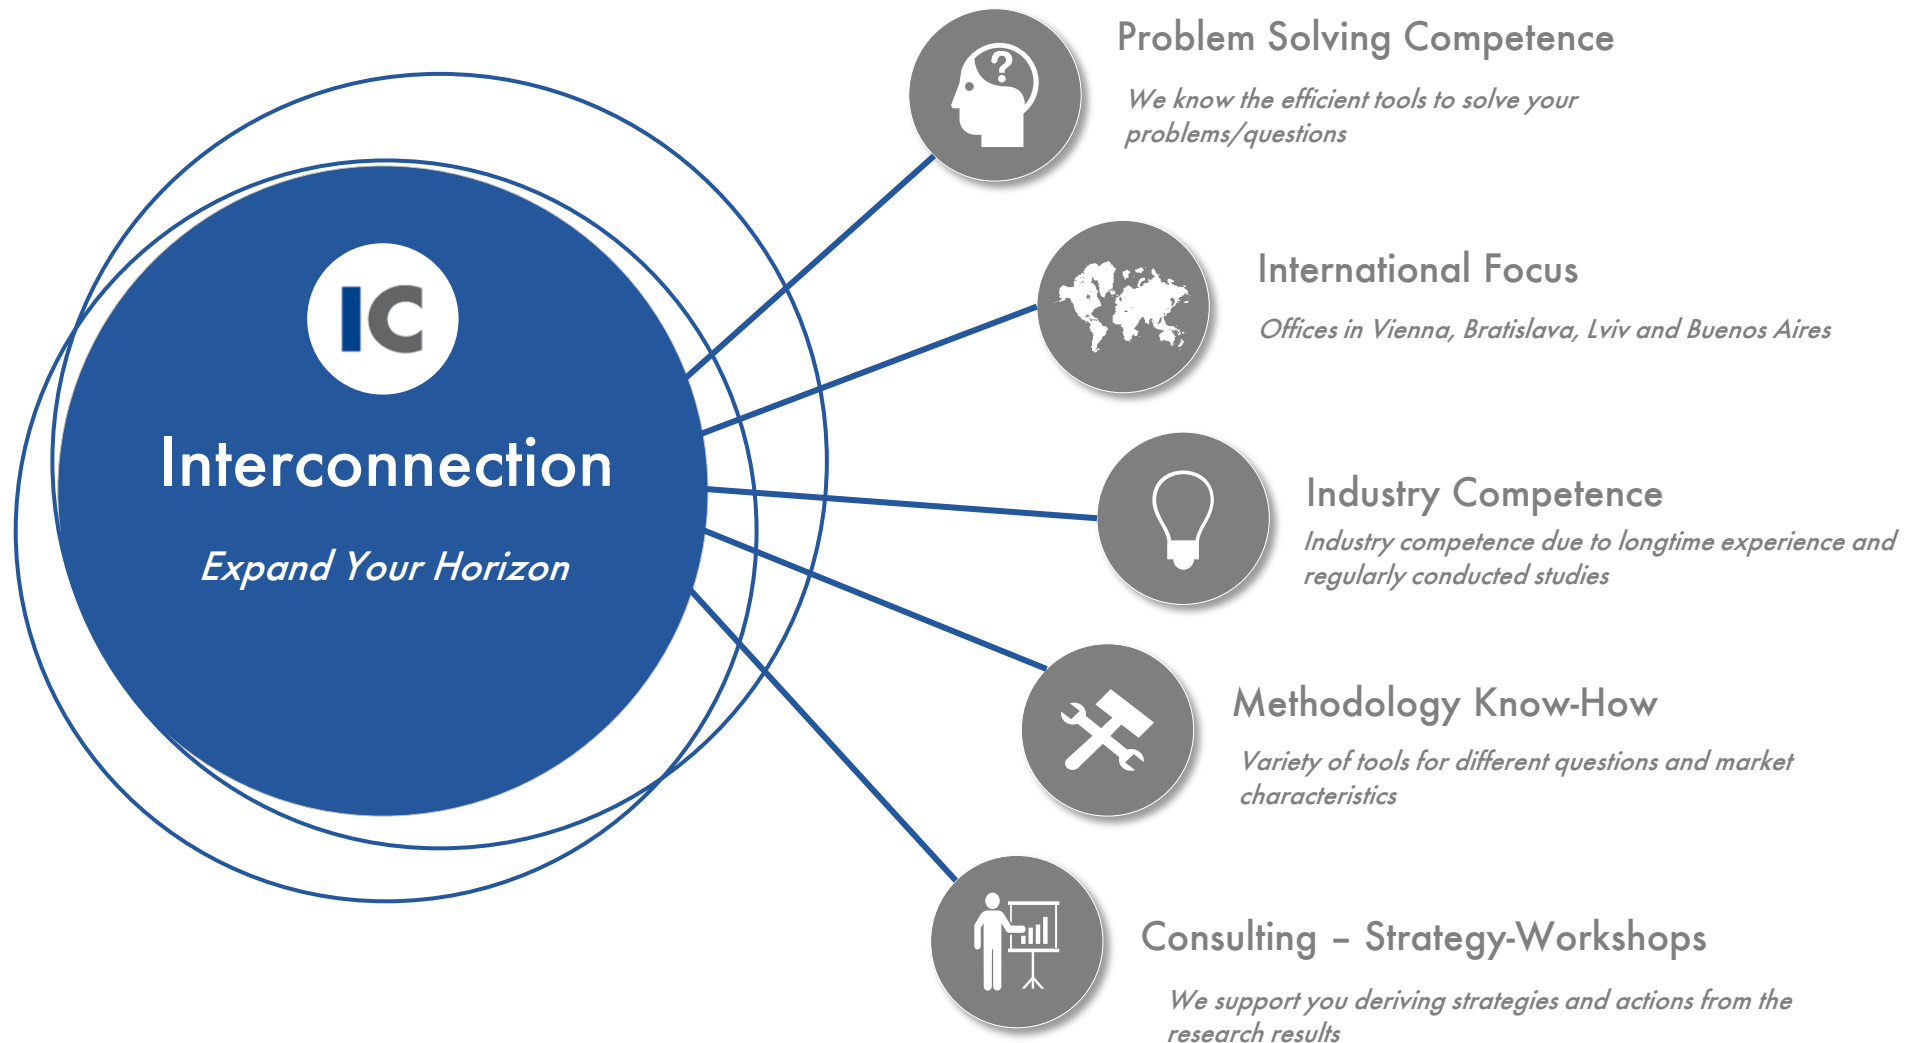 Problem Solving Competence
We know the efficient tools to solve your
problems/questions
IC
Interconnection
Expand Your Horizon
International Focus
Offices in Vienna, Bratislava, Lviv and Buenos Aires
Industry Competence
Industry competence due to longtime experience and
regularly conducted studies
Methodology Know-How
Variety of tools for different questions and market
characteristics
Consulting – Strategy-Workshops
We support you deriving strategies and actions from the
research results
?